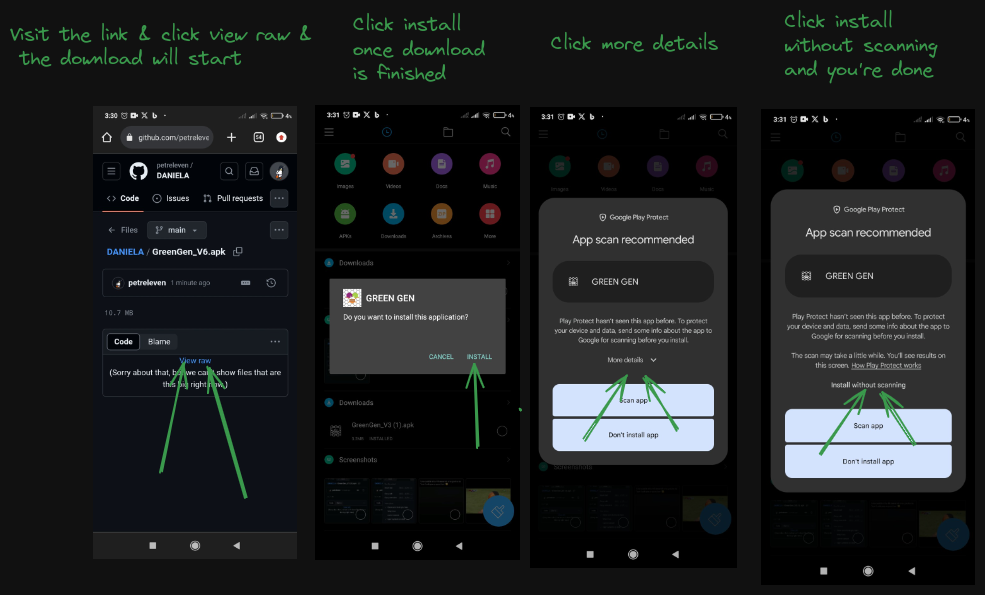 Visit the link & click view raw &
the download will start
Click install
once download
is finished
Click more details
Click install
without scanning
and you're done
3:30
4%
github.com/petreleven
54
petreleven /
DANIELA
Code
Issues
Pull requests
Files
main
DANIELA / GreenGen_V6.apk
petreleven 1 minute ago
10.7 MB
Code
Blame
View raw
(Sorry about that, but we can't show files that are
this big right now.)
3:31
4%
Images
Videos
Docs
Music
APKs
Downloads
Archives
More
Downloads
GREEN GEN
Do you want to install this application?
CANCEL
INSTALL
Downloads
GreenGen_V3 (1).apk
INSTALLED
Screenshots
3:31
4%
Images
Videos
Docs
Music
Google Play Protect
App scan recommended
GREEN GEN
Play Protect hasn't seen this app before. To protect
your device and data, send some info about the app to
Google for scanning before you install.
More details
Scan app
Don't install app
Screenshots
3:31
4%
Google Play Protect
App scan recommended
GREEN GEN
Play Protect hasn't seen this app before. To protect
your device and data, send some info about the app to
Google for scanning before you install.
The scan may take a little while. You'll see results on
this screen. How Play Protect works
Install without scanning
Scan app
Don't install app